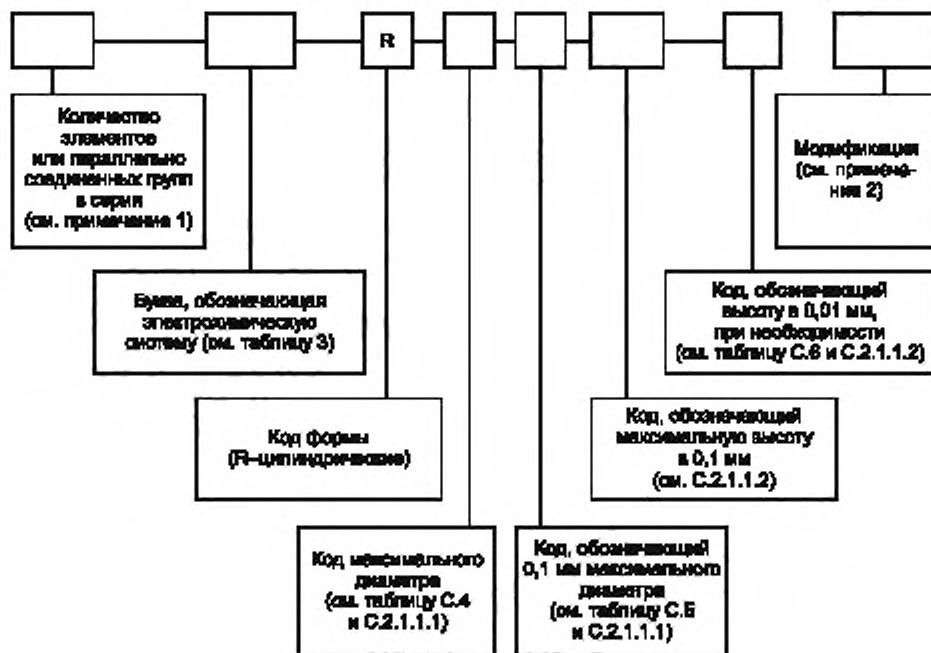 R
Количество
элементов
или параллельно
соединенных групп
в серии
(см. примечание 1)
Модификация
(см. примеча-
ние 2)
Буква, обозначающая
электрохимическую
систему (см. таблицу 3)
Код, обозначающий
высоту в 0,01 мм,
при необходимости
(см. таблицу С.6 и С.2.1.1.2)
Код формы
(R–цилиндрические)
Код, обозначающий
максимальную высоту
в 0,1 мм
(см. С.2.1.1.2)
Код максимального
диаметра
(см. таблицу С.4
и С.2.1.1.1)
Код, обозначающий
0,1 мм максимального
диаметра
(см. таблицу С.5
и С.2.1.1.1)